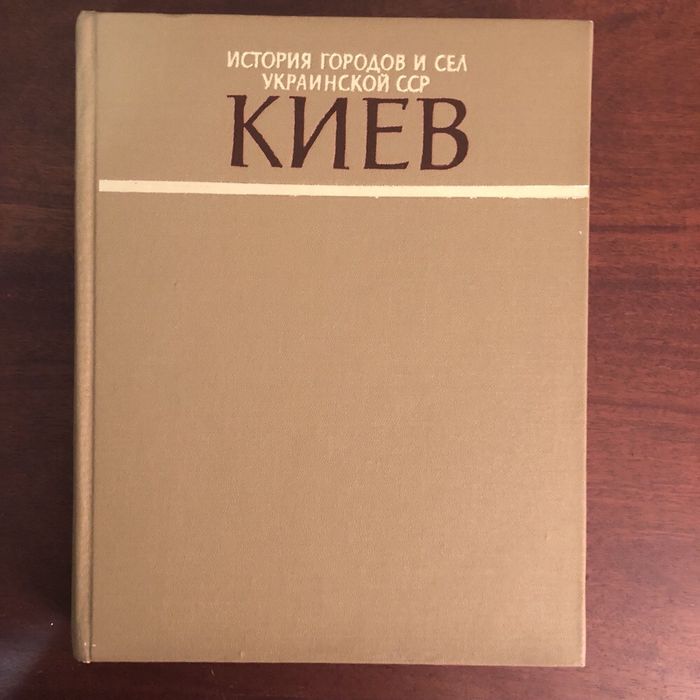 ИСТОРИЯ ГОРОДОВ И СЕЛ
УКРАИНСКОЙ ССР
КИЕВ